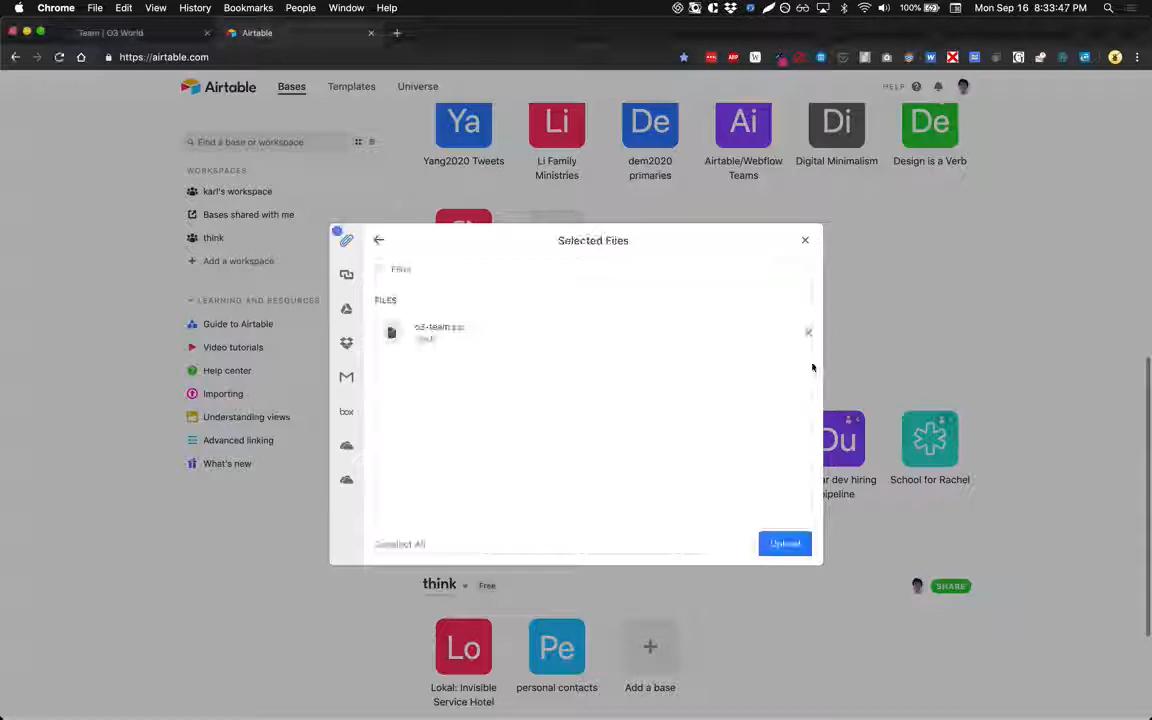 Chrome File Edit View History Bookmarks People Window Help
100% Mon Sep 16 8:33:47 PM
Team | O3 World
Airtable
https://airtable.com
Airtable Bases Templates Universe HELP
Find a base or workspace
WORKSPACES
karl's workspace
Bases shared with me
think
Add a workspace
LEARNING AND RESOURCES
Guide to Airtable
Video tutorials
Help center
Importing
Understanding views
Advanced linking
What's new
Ya Li De Ai Di De
Yang2020 Tweets
Li Family
Ministries
dem2020
primaries
Airtable/Webflow
Teams
Digital Minimalism
Design is a Verb
Selected Files
Files
FILES
box
Deselect All
Upload
Du
dev hiring
pipeline
School for Rachel
think Free
SHARE
Lo Pe
Lokal: Invisible
Service Hotel
personal contacts
Add a base